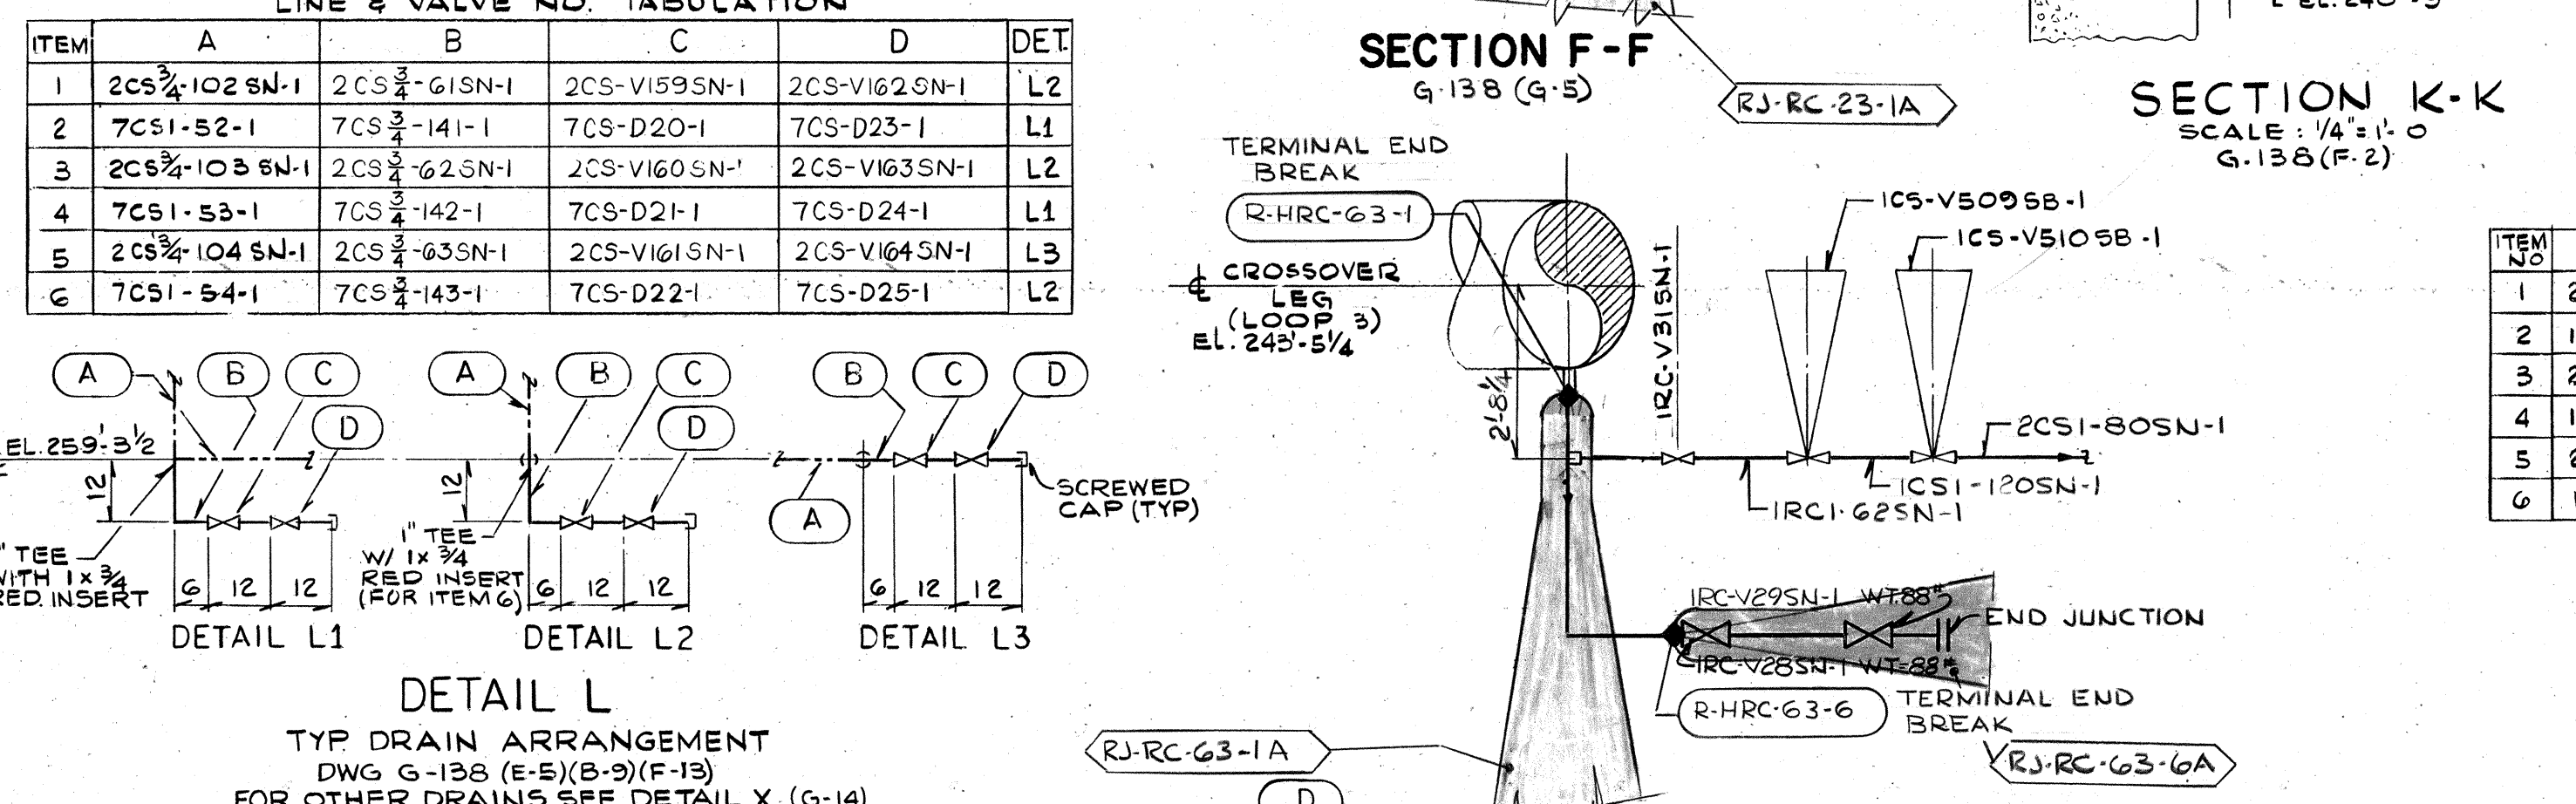 LINE & VALVE NO. TABULATION
ITEM A B C D DET.
1 2CS¾-102SN-1 2CS¾-61SN-1 2CS-V159SN-1 2CS-V162SN-1 L2
2 7CS1-52-1 7CS¾-141-1 7CS-D20-1 7CS-D23-1 L1
3 2CS¾-103SN-1 2CS¾-62SN-1 2CS-V160SN-1 2CS-V163SN-1 L2
4 7CS1-53-1 7CS¾-142-1 7CS-D21-1 7CS-D24-1 L1
5 2CS¾-104SN-1 2CS¾-63SN-1 2CS-V161SN-1 2CS-V164SN-1 L3
6 7CS1-54-1 7CS¾-143-1 7CS-D22-1 7CS-D25-1 L2
A B C D
EL. 259'-3½
12
" TEE
WITH 1x¾
RED. INSERT
6 12 12
DETAIL L1
A B C D
12
1" TEE
W/ 1x¾
RED INSERT
(FOR ITEM 6)
6 12 12
DETAIL L2
B C D
A
SCREWED
CAP (TYP)
6 12 12
DETAIL L3
DETAIL L
TYP. DRAIN ARRANGEMENT
DWG G-138 (E-5)(B-9)(F-13)
FOR OTHER DRAINS SEE DETAIL X (G-14)
SECTION F-F
G-138 (G-5)
RJ-RC-23-1A
TERMINAL END
BREAK
R-HRC-63-1
℄ CROSSOVER
LEG
(LOOP 3)
EL. 243'-5¼
2'-8¼
1RC-V31SN-1
1CS-V509SB-1
1CS-V510SB-1
2CS1-80SN-1
1CS1-120SN-1
1RC1-62SN-1
1RC-V29SN-1 WT.88#
END JUNCTION
1RC-V28SN-1 WT=88#
R-HRC-63-6
TERMINAL END
BREAK
RJ-RC-63-1A
RJ-RC-63-6A
D
SECTION K-K
SCALE: 1/4"=1'-0
G-138(F-2)
ITEM
NO
1 2
2 1
3 2
4 1
5 2
6